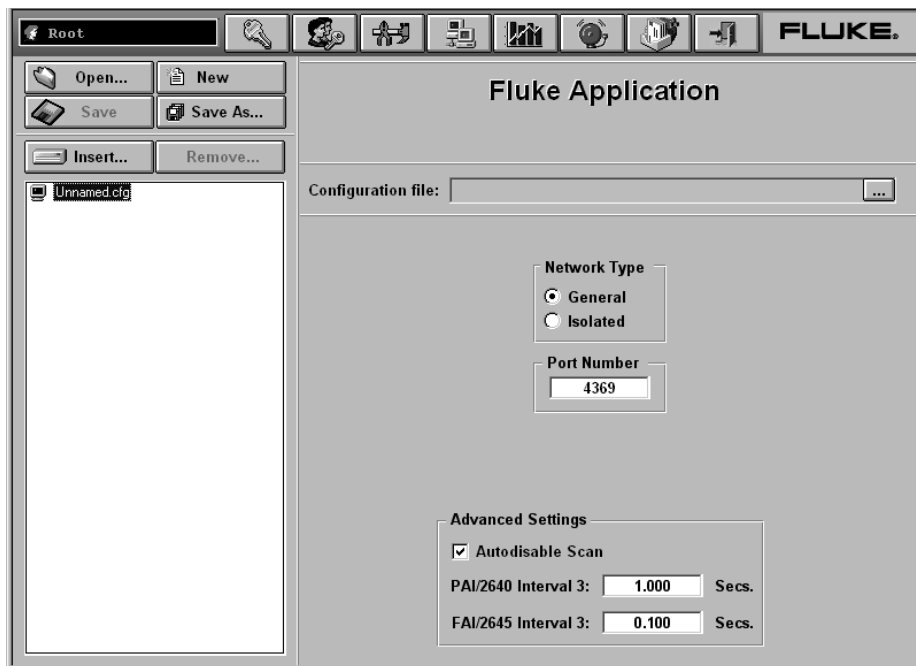 Root
FLUKE®
Open...
New
Save
Save As...
Insert...
Remove...
Unnamed.cfg
Fluke Application
Configuration file:
...
Network Type
General
Isolated
Port Number
4369
Advanced Settings
Autodisable Scan
PAI/2640 Interval 3: 1.000 Secs.
FAI/2645 Interval 3: 0.100 Secs.